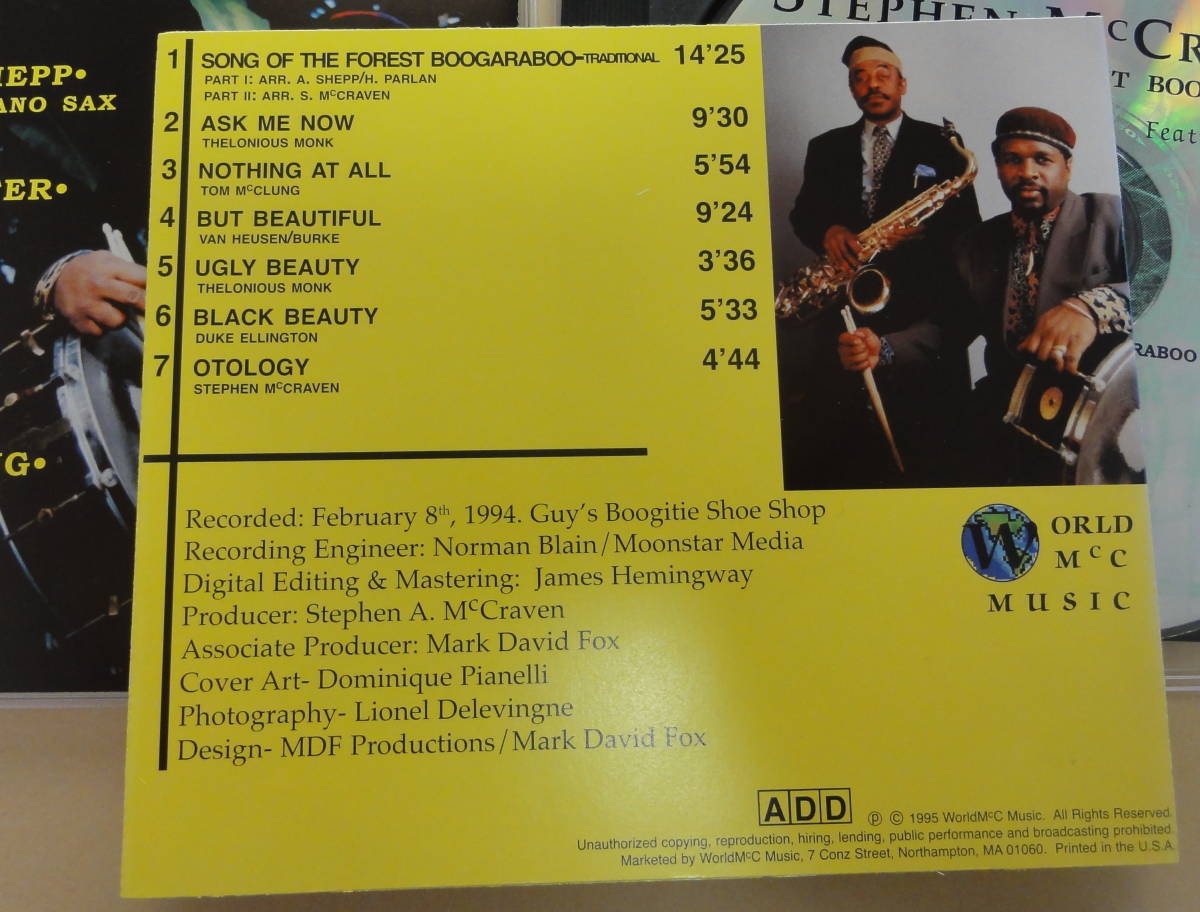 HEPP•
ANO SAX
TER•
G•
1 SONG OF THE FOREST BOOGARABOO-TRADITIONAL 14'25
PART I: ARR. A. SHEPP/H. PARLAN
PART II: ARR. S. McCRAVEN
2 ASK ME NOW 9'30
THELONIOUS MONK
3 NOTHING AT ALL 5'54
TOM McCLUNG
4 BUT BEAUTIFUL 9'24
VAN HEUSEN/BURKE
5 UGLY BEAUTY 3'36
THELONIOUS MONK
6 BLACK BEAUTY 5'33
DUKE ELLINGTON
7 OTOLOGY 4'44
STEPHEN McCRAVEN
Recorded: February 8th, 1994. Guy's Boogitie Shoe Shop
Recording Engineer: Norman Blain/Moonstar Media
Digital Editing & Mastering: James Hemingway
Producer: Stephen A. McCraven
Associate Producer: Mark David Fox
Cover Art- Dominique Pianelli
Photography- Lionel Delevingne
Design- MDF Productions/Mark David Fox
WORLD
McC
MUSIC
ADD ℗ © 1995 WorldMcC Music. All Rights Reserved.
Unauthorized copying, reproduction, hiring, lending, public performance and broadcasting prohibited.
Marketed by WorldMcC Music, 7 Conz Street, Northampton, MA 01060. Printed in the U.S.A.
STEPHEN McCR
T BOO
Feat
RABOO